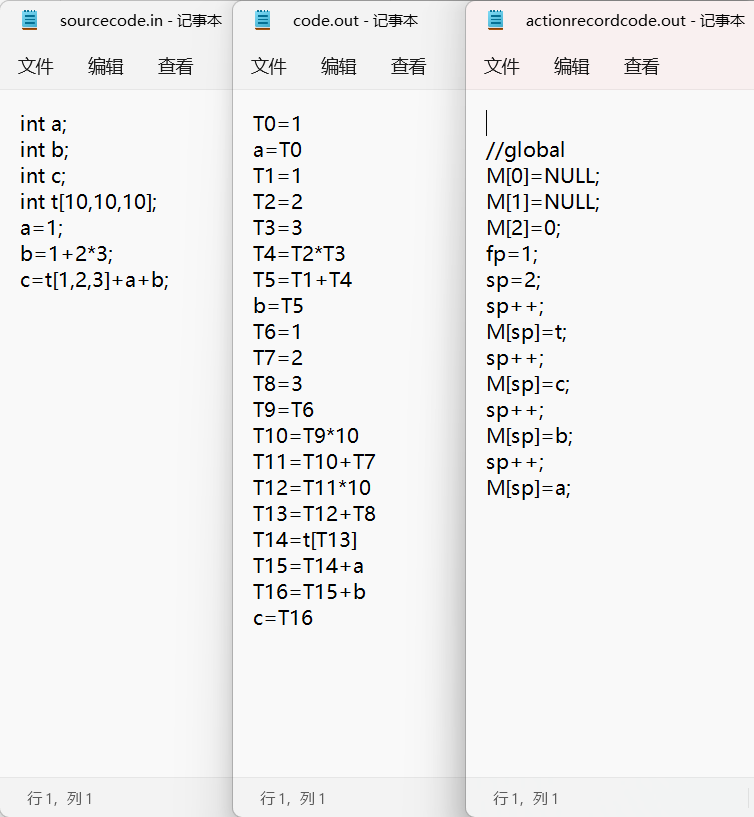 sourcecode.in - 记事本
文件 编辑 查看
int a;
int b;
int c;
int t[10,10,10];
a=1;
b=1+2*3;
c=t[1,2,3]+a+b;
行 1，列 1
code.out - 记事本
文件 编辑 查看
T0=1
a=T0
T1=1
T2=2
T3=3
T4=T2*T3
T5=T1+T4
b=T5
T6=1
T7=2
T8=3
T9=T6
T10=T9*10
T11=T10+T7
T12=T11*10
T13=T12+T8
T14=t[T13]
T15=T14+a
T16=T15+b
c=T16
行 1，列 1
actionrecordcode.out - 记事本
文件 编辑 查看
//global
M[0]=NULL;
M[1]=NULL;
M[2]=0;
fp=1;
sp=2;
sp++;
M[sp]=t;
sp++;
M[sp]=c;
sp++;
M[sp]=b;
sp++;
M[sp]=a;
行 1，列 1